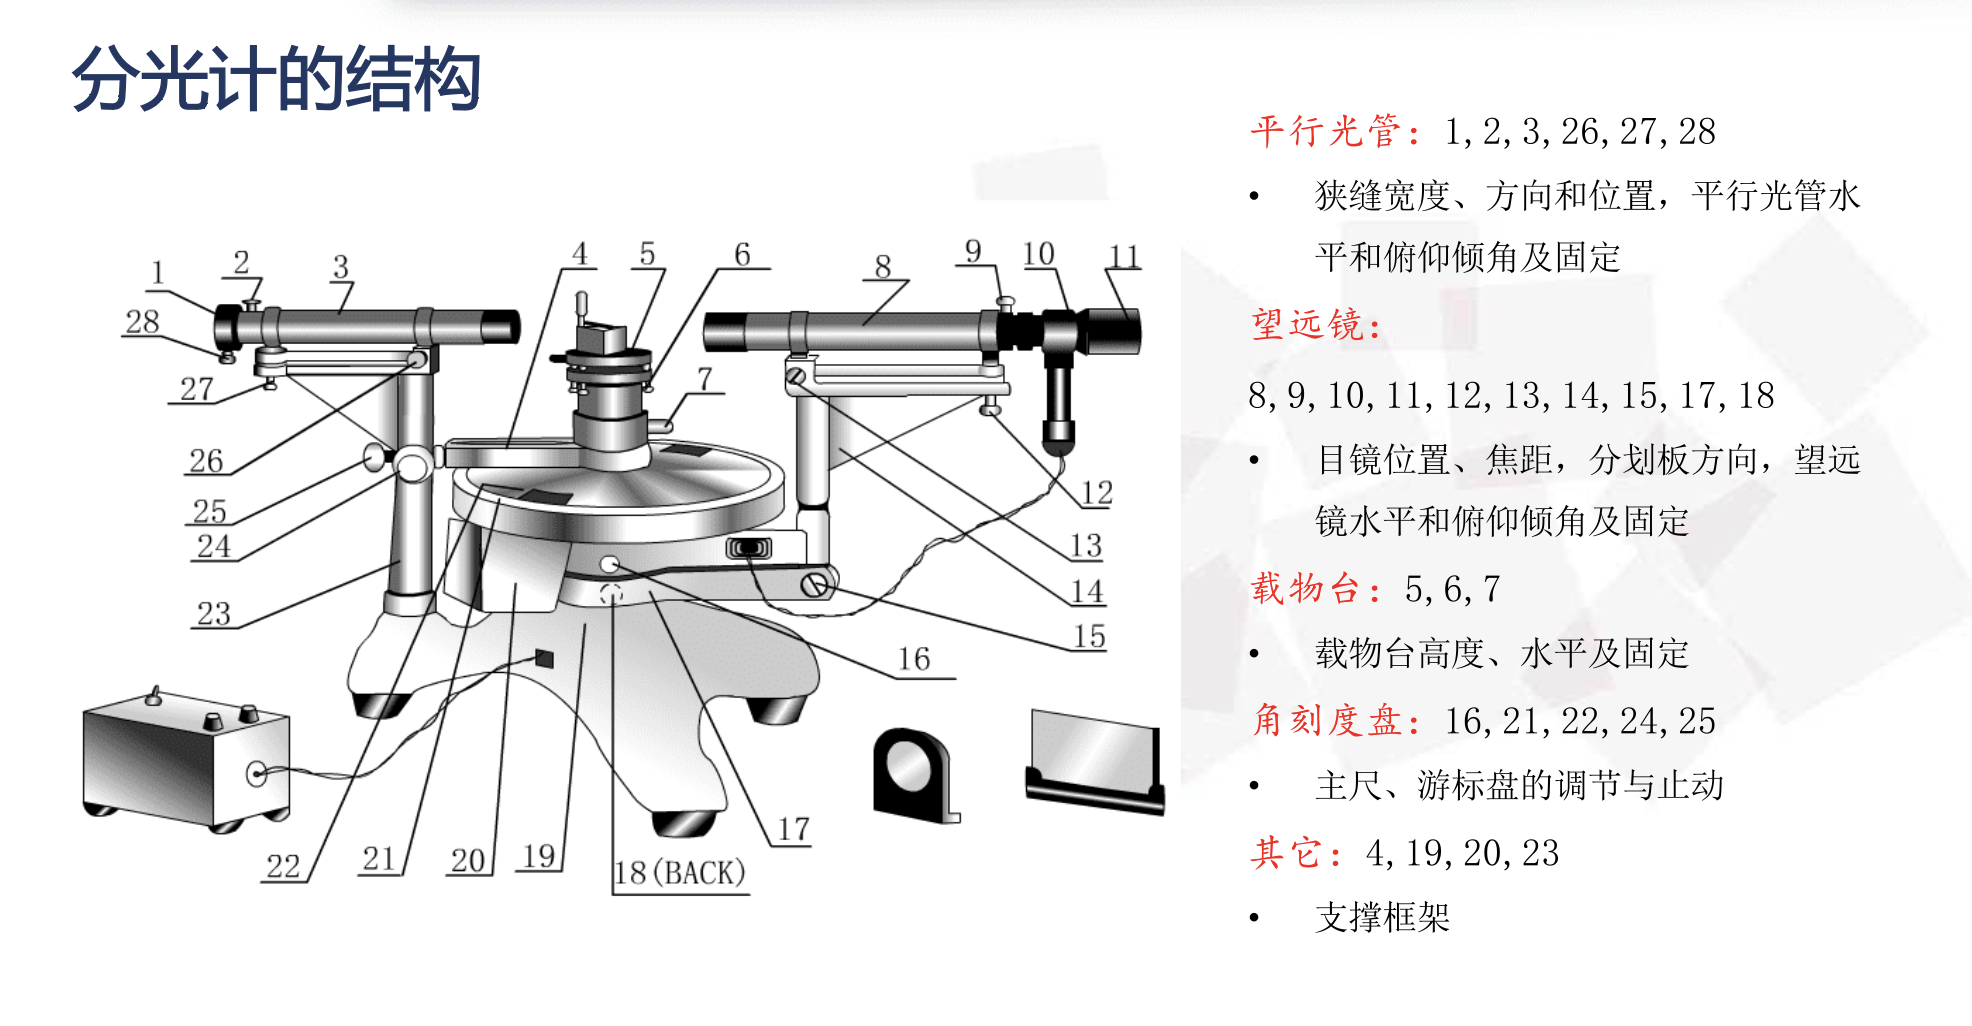 分光计的结构
平行光管：1,2,3,26,27,28
• 狭缝宽度、方向和位置，平行光管水
平和俯仰倾角及固定
望远镜：
8,9,10,11,12,13,14,15,17,18
• 目镜位置、焦距，分划板方向，望远
镜水平和俯仰倾角及固定
载物台：5,6,7
• 载物台高度、水平及固定
角刻度盘：16,21,22,24,25
• 主尺、游标盘的调节与止动
其它：4,19,20,23
• 支撑框架
1
2
3
4
5
6
7
8
9
10
11
12
13
14
15
16
17
18(BACK)
19
20
21
22
23
24
25
26
27
28